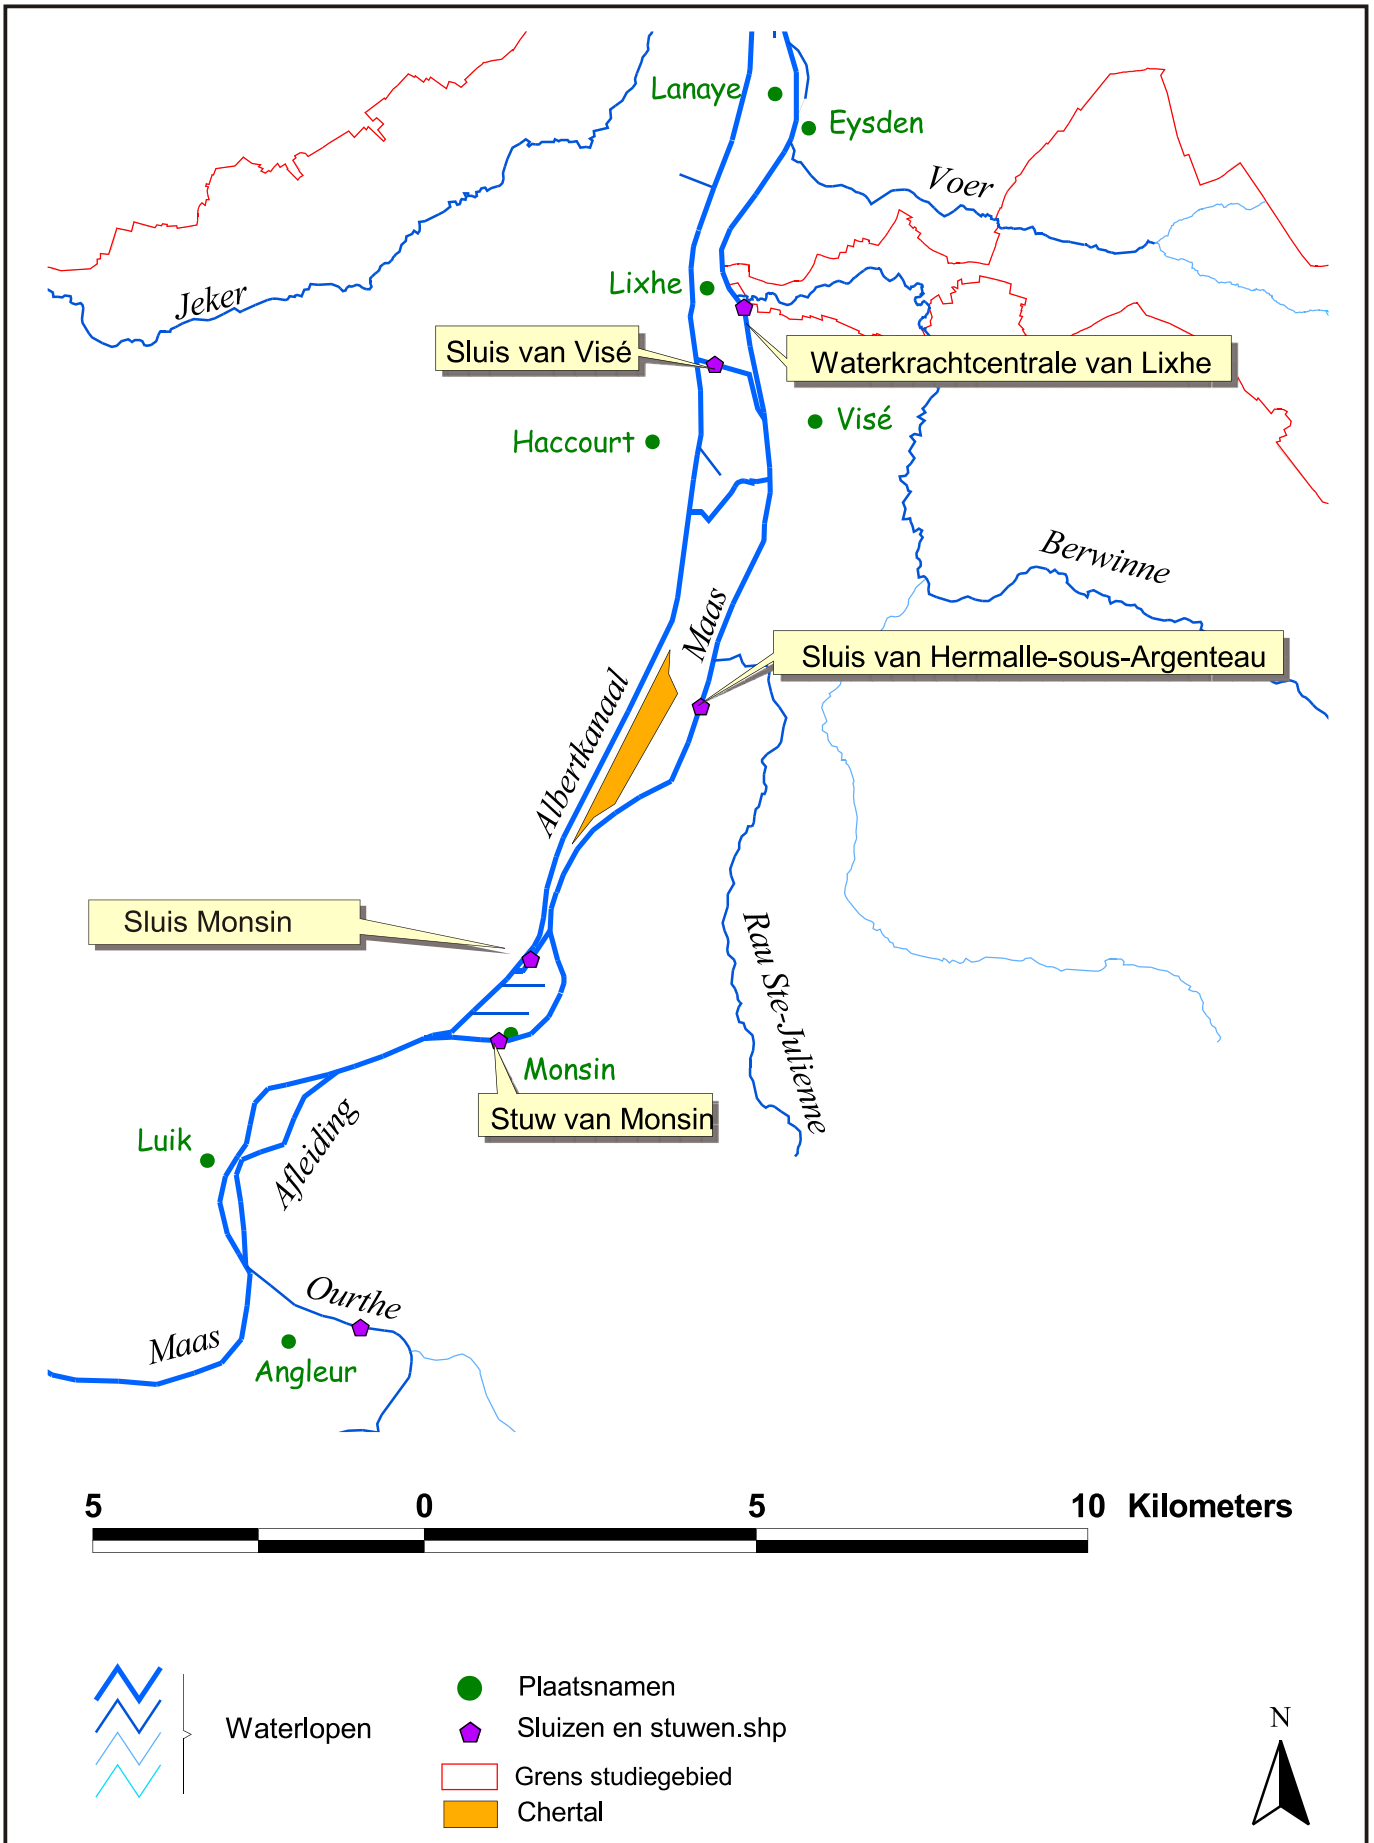 Lanaye
Eysden
Voer
Jeker
Lixhe
Sluis van Visé
Waterkrachtcentrale van Lixhe
Visé
Haccourt
Berwinne
Maas
Sluis van Hermalle-sous-Argenteau
Albertkanaal
Sluis Monsin
Rau Ste-Julienne
Monsin
Stuw van Monsin
Luik
Afleiding
Ourthe
Maas
Angleur
5 0 5 10 Kilometers
Waterlopen
Plaatsnamen
Sluizen en stuwen.shp
Grens studiegebied
Chertal
N